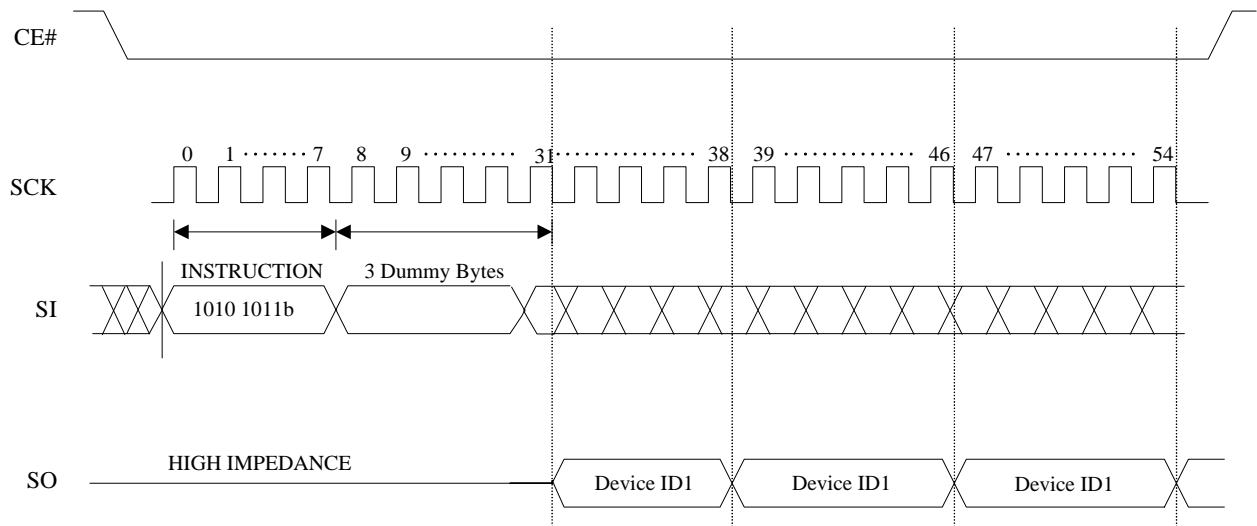 CE#
0 1 ······· 7 8 9 ·········· 31 ·············· 38 39 ·············· 46 47 ·············· 54
SCK
INSTRUCTION 3 Dummy Bytes
SI 1010 1011b
HIGH IMPEDANCE
SO Device ID1 Device ID1 Device ID1